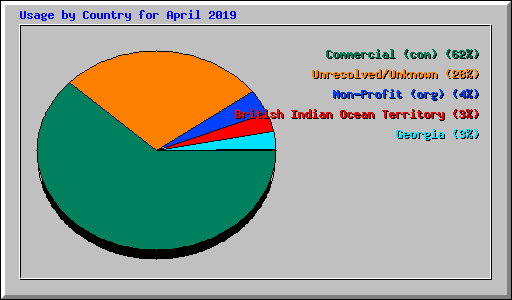 Usage by Country for April 2019
Commercial (com) (62%)
Unresolved/Unknown (28%)
Non-Profit (org) (4%)
British Indian Ocean Territory (3%)
Georgia (3%)